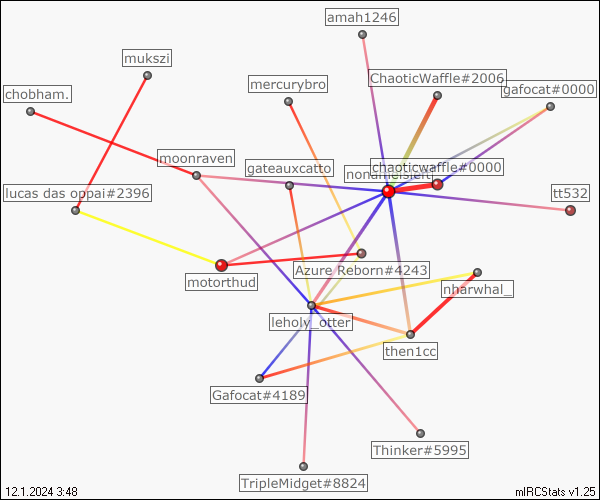 amah1246
mukszi
ChaoticWaffle#2006
mercurybro
gafocat#0000
chobham.
moonraven
gateauxcatto
chaoticwaffle#0000
lucas das oppai#2396
tt532
Azure Reborn#4243
motorthud
nharwhal_
leholy_otter
then1cc
Gafocat#4189
Thinker#5995
TripleMidget#8824
12.1.2024 3:48
mIRCStats v1.25